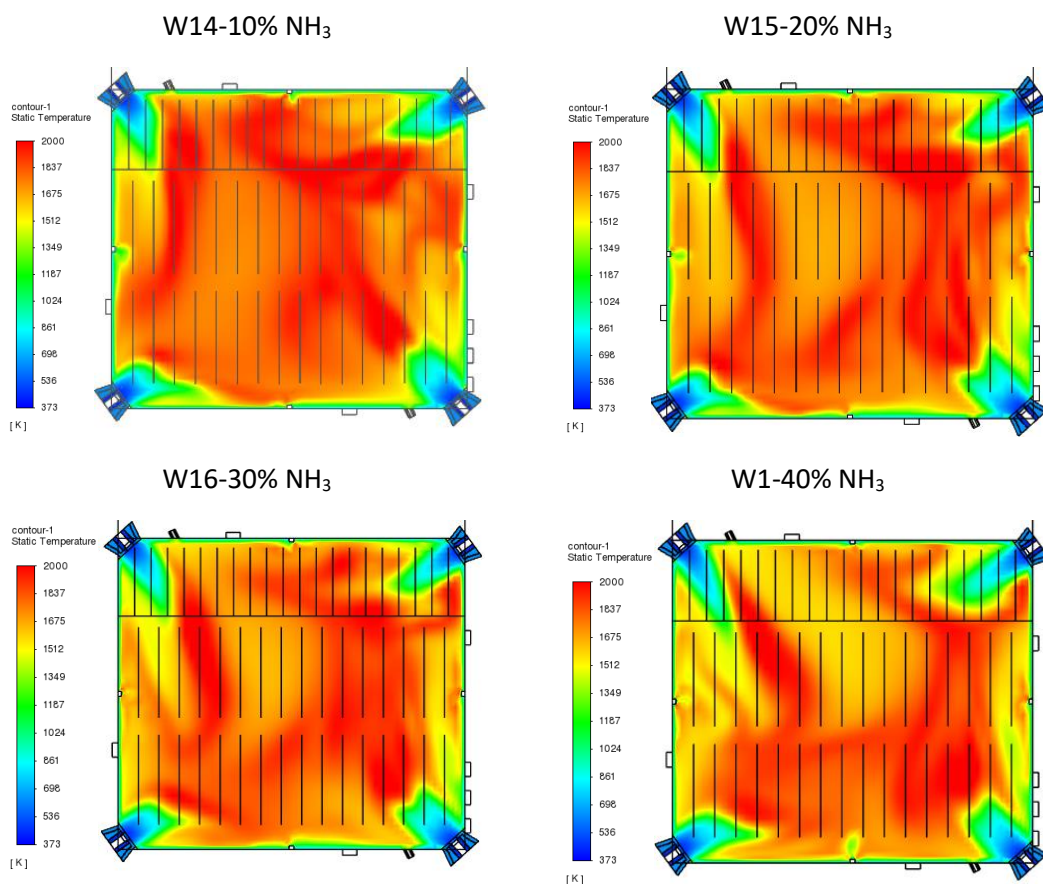 W14-10% NH₃
contour-1
Static Temperature
2000
1837
1675
1512
1349
1187
1024
861
698
536
373
[ K ]
W15-20% NH₃
contour-1
Static Temperature
2000
1837
1675
1512
1349
1187
1024
861
698
536
373
[ K ]
W16-30% NH₃
contour-1
Static Temperature
2000
1837
1675
1512
1349
1187
1024
861
698
536
373
[ K ]
W1-40% NH₃
contour-1
Static Temperature
2000
1837
1675
1512
1349
1187
1024
861
698
536
373
[ K ]